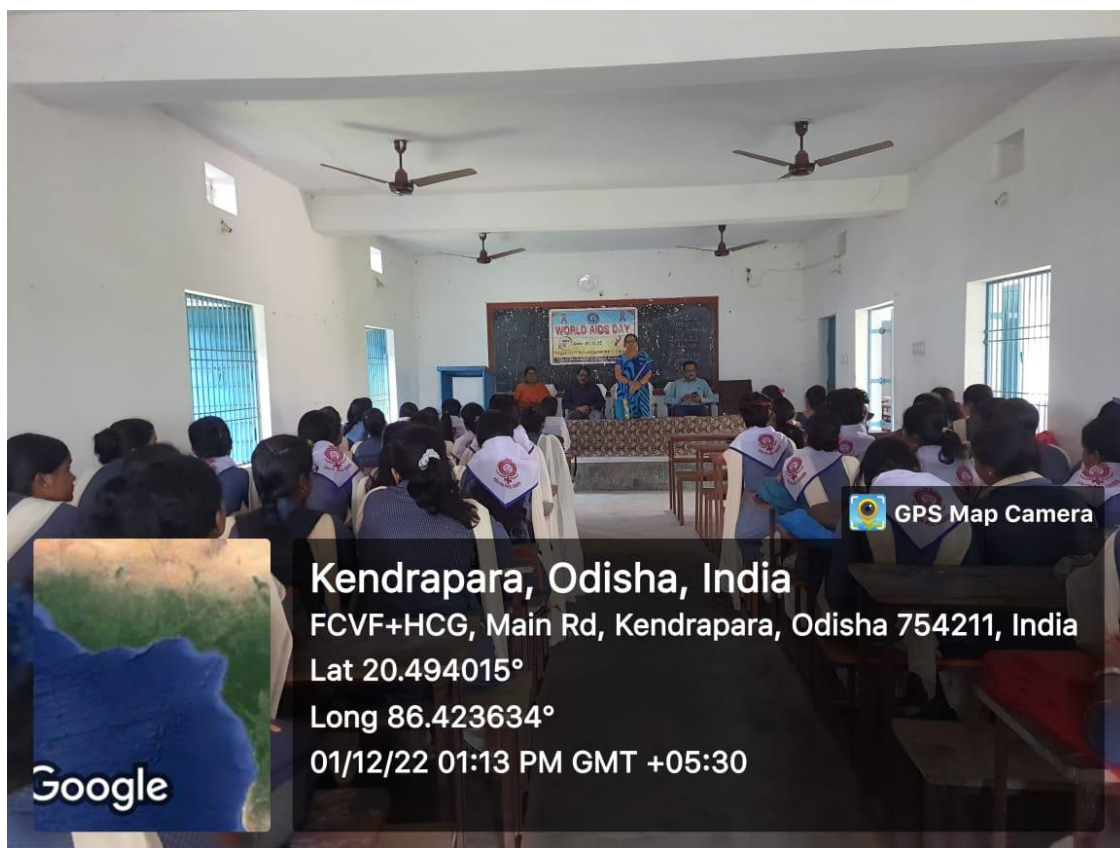 WORLD AIDS DAY
GPS Map Camera
Kendrapara, Odisha, India
FCVF+HCG, Main Rd, Kendrapara, Odisha 754211, India
Lat 20.494015°
Long 86.423634°
01/12/22 01:13 PM GMT +05:30
Google